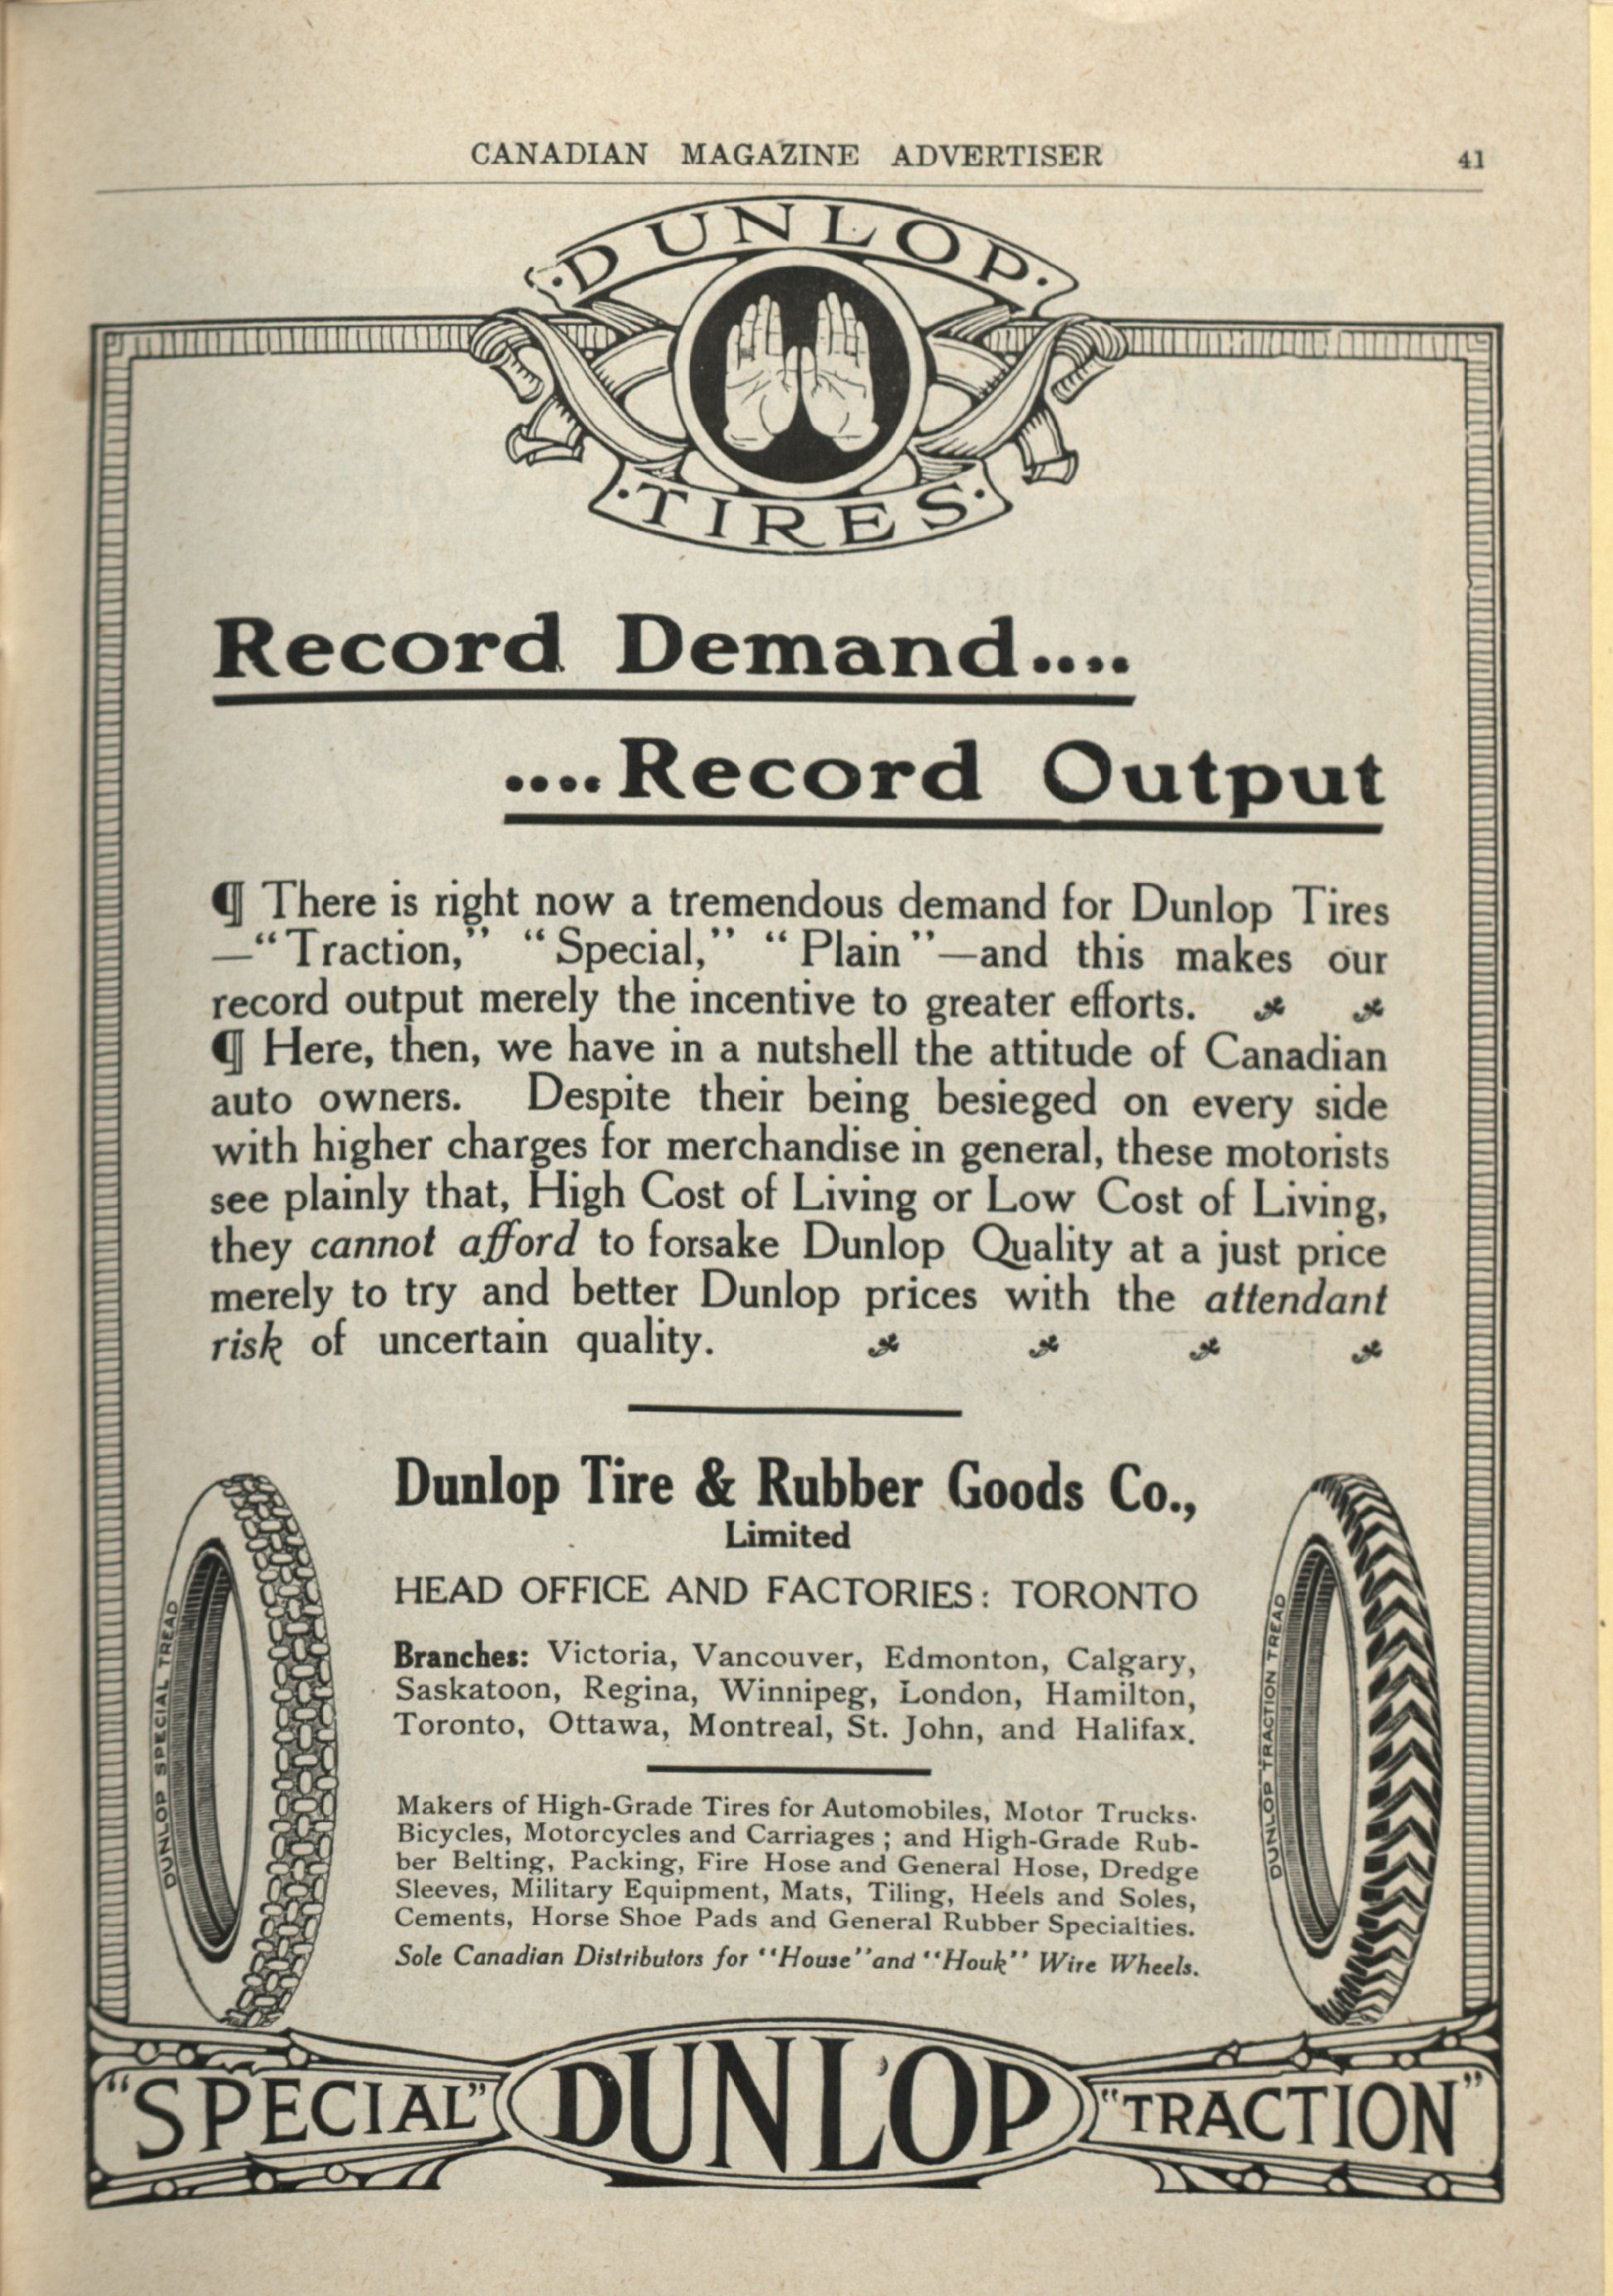 CANADIAN MAGAZINE ADVERTISER 41
·DUNLOP·
·TIRES·
Record Demand....
....Record Output
¶ There is right now a tremendous demand for Dunlop Tires
—“Traction,” “Special,” “Plain”—and this makes our
record output merely the incentive to greater efforts.
¶ Here, then, we have in a nutshell the attitude of Canadian
auto owners. Despite their being besieged on every side
with higher charges for merchandise in general, these motorists
see plainly that, High Cost of Living or Low Cost of Living,
they cannot afford to forsake Dunlop Quality at a just price
merely to try and better Dunlop prices with the attendant
risk of uncertain quality.
Dunlop Tire & Rubber Goods Co.,
Limited
HEAD OFFICE AND FACTORIES: TORONTO
Branches: Victoria, Vancouver, Edmonton, Calgary,
Saskatoon, Regina, Winnipeg, London, Hamilton,
Toronto, Ottawa, Montreal, St. John, and Halifax.
Makers of High-Grade Tires for Automobiles, Motor Trucks.
Bicycles, Motorcycles and Carriages; and High-Grade Rub-
ber Belting, Packing, Fire Hose and General Hose, Dredge
Sleeves, Military Equipment, Mats, Tiling, Heels and Soles,
Cements, Horse Shoe Pads and General Rubber Specialties.
Sole Canadian Distributors for “House” and “Houk” Wire Wheels.
DUNLOP SPECIAL TREAD
DUNLOP TRACTION TREAD
“SPECIAL” DUNLOP “TRACTION”